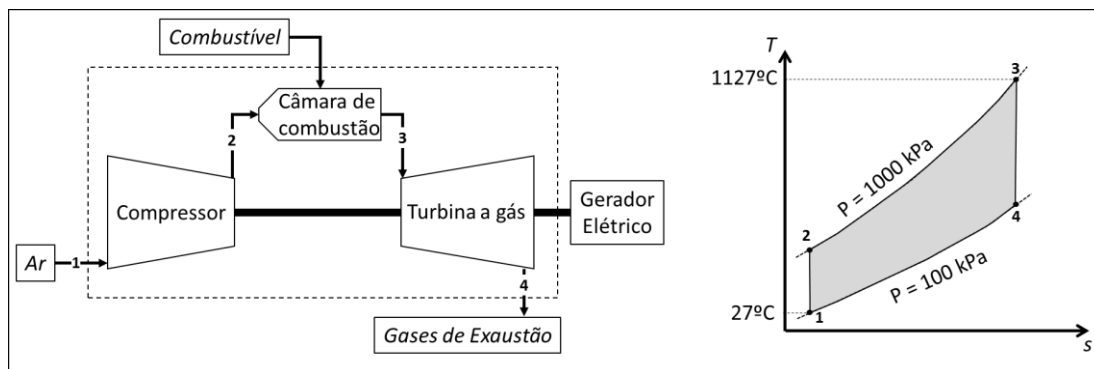 Combustível
Câmara de
combustão
2
3
Compressor
Turbina a gás
Gerador
Elétrico
Ar
1
4
Gases de Exaustão
T
1127ºC
3
P = 1000 kPa
2
4
P = 100 kPa
27ºC
1
s